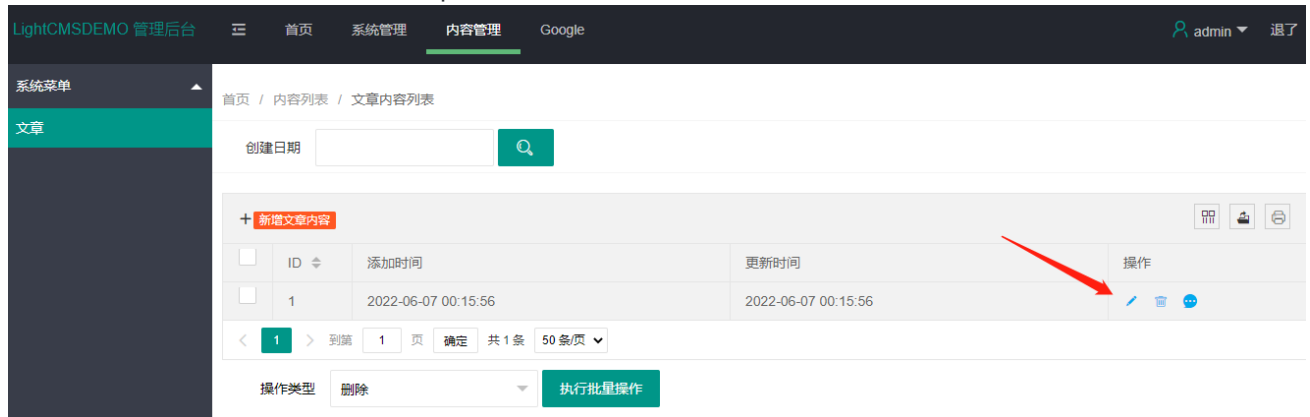 LightCMSDEMO 管理后台 首页 系统管理 内容管理 Google admin 退了
系统菜单
首页 / 内容列表 / 文章内容列表
文章
创建日期
+ 新增文章内容
ID 添加时间 更新时间 操作
1 2022-06-07 00:15:56 2022-06-07 00:15:56
< 1 > 到第 1 页 确定 共 1 条 50 条/页
操作类型 删除 执行批量操作